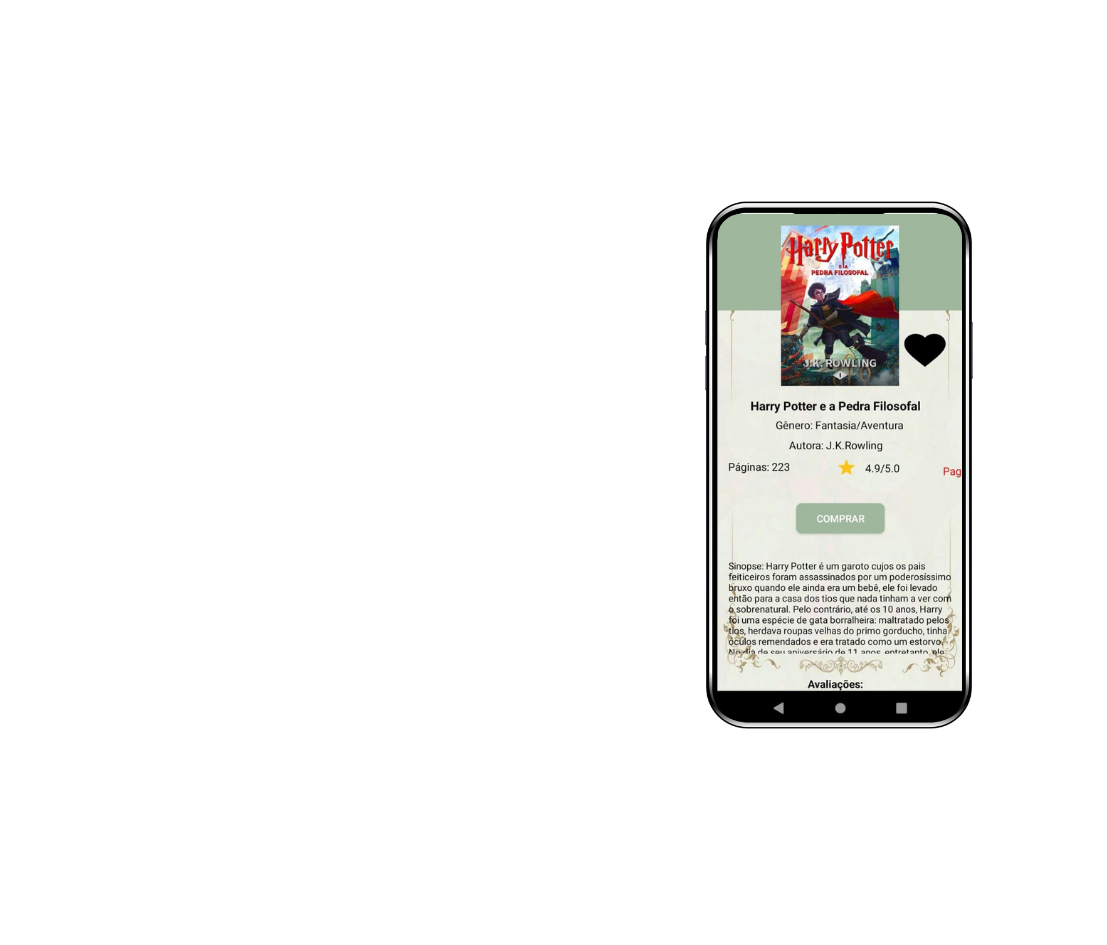 Harry Potter
E A
PEDRA FILOSOFAL
J.K. ROWLING
1
Harry Potter e a Pedra Filosofal
Gênero: Fantasia/Aventura
Autora: J.K.Rowling
Páginas: 223
4.9/5.0
Pag
COMPRAR
Sinopse: Harry Potter é um garoto cujos os pais
feiticeiros foram assassinados por um poderosíssimo
bruxo quando ele ainda era um bebê, ele foi levado
então para a casa dos tios que nada tinham a ver com
o sobrenatural. Pelo contrário, até os 10 anos, Harry
foi uma espécie de gata borralheira: maltratado pelos
tios, herdava roupas velhas do primo gorducho, tinha
óculos remendados e era tratado como um estorvo.
No dia de seu aniversário de 11 anos, entretanto, ele
Avaliações: